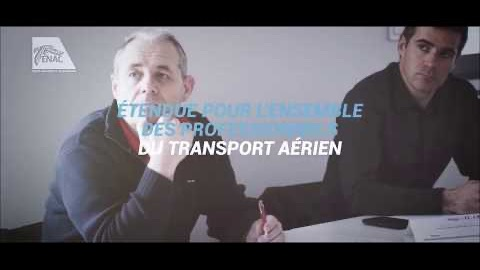 ENAC
ÉTENDUE POUR L'ENSEMBLE
DES PROFESSIONNELS
DU TRANSPORT AÉRIEN